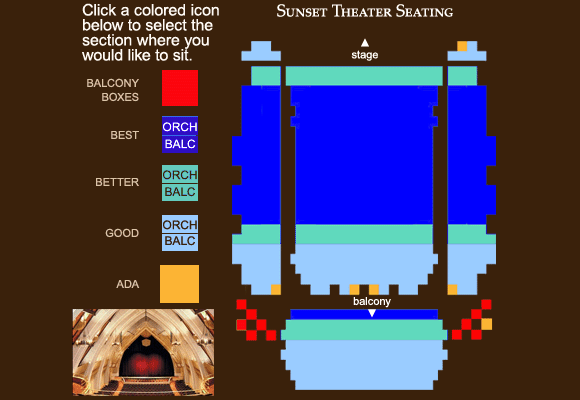 Click a colored icon
below to select the
section where you
would like to sit.
SUNSET THEATER SEATING
stage
BALCONY
BOXES
BEST
ORCH
BALC
BETTER
ORCH
BALC
GOOD
ORCH
BALC
ADA
balcony